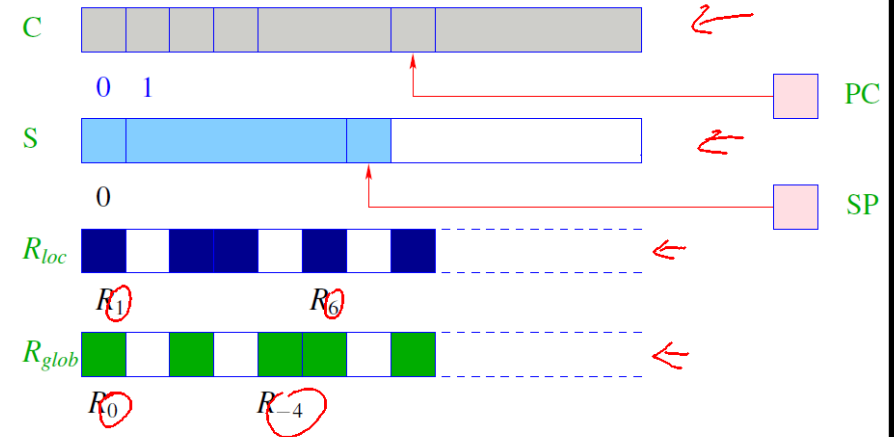 C
0 1
PC
S
0
SP
R_loc
R_1 R_6
R_glob
R_0 R_{-4}